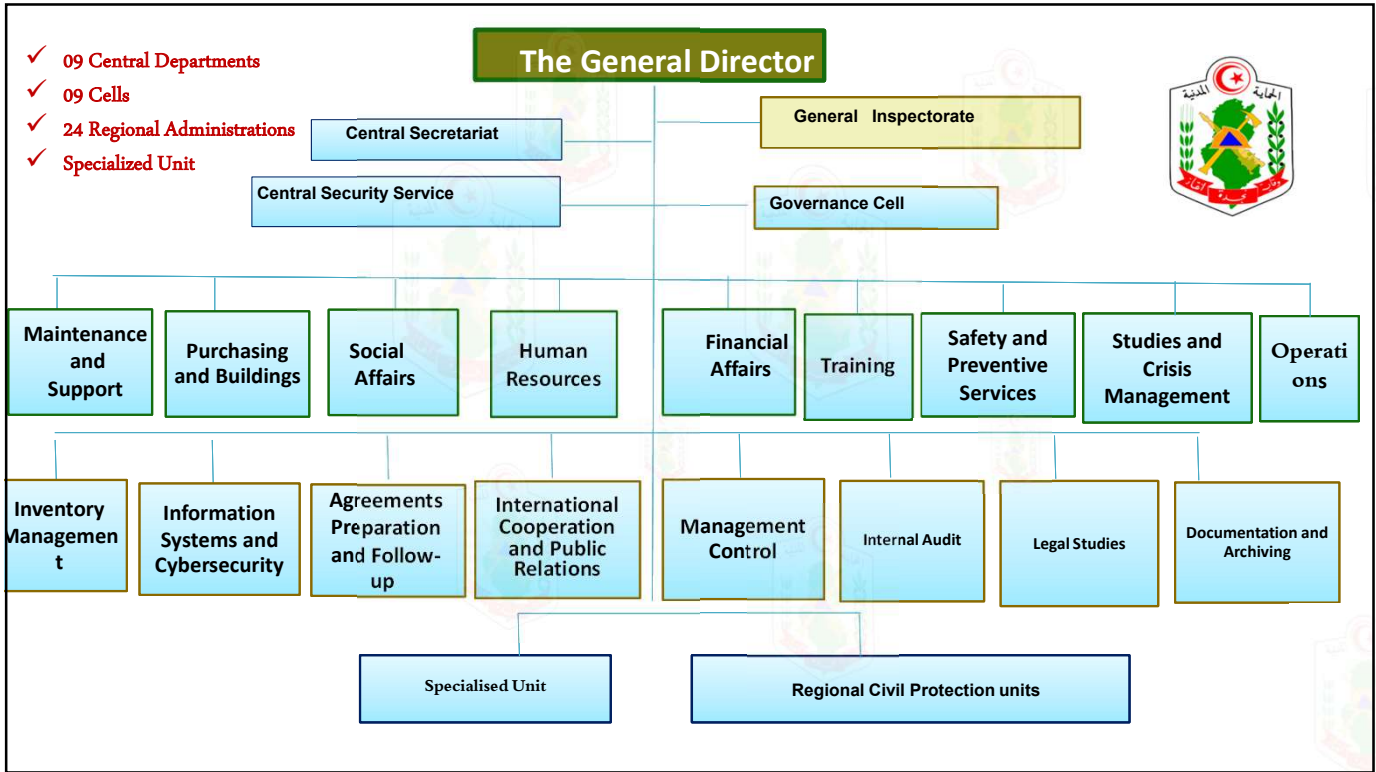 The General Director
✓ 09 Central Departments
✓ 09 Cells
✓ 24 Regional Administrations
✓ Specialized Unit
General Inspectorate
Central Secretariat
Central Security Service
Governance Cell
الحماية المدنية
Maintenance
and
Support
Purchasing
and Buildings
Social
Affairs
Human
Resources
Financial
Affairs
Training
Safety and
Preventive
Services
Studies and
Crisis
Management
Operati
ons
Inventory
Managemen
t
Information
Systems and
Cybersecurity
Agreements
Preparation
and Follow-
up
International
Cooperation
and Public
Relations
Management
Control
Internal Audit
Legal Studies
Documentation and
Archiving
Specialised Unit
Regional Civil Protection units